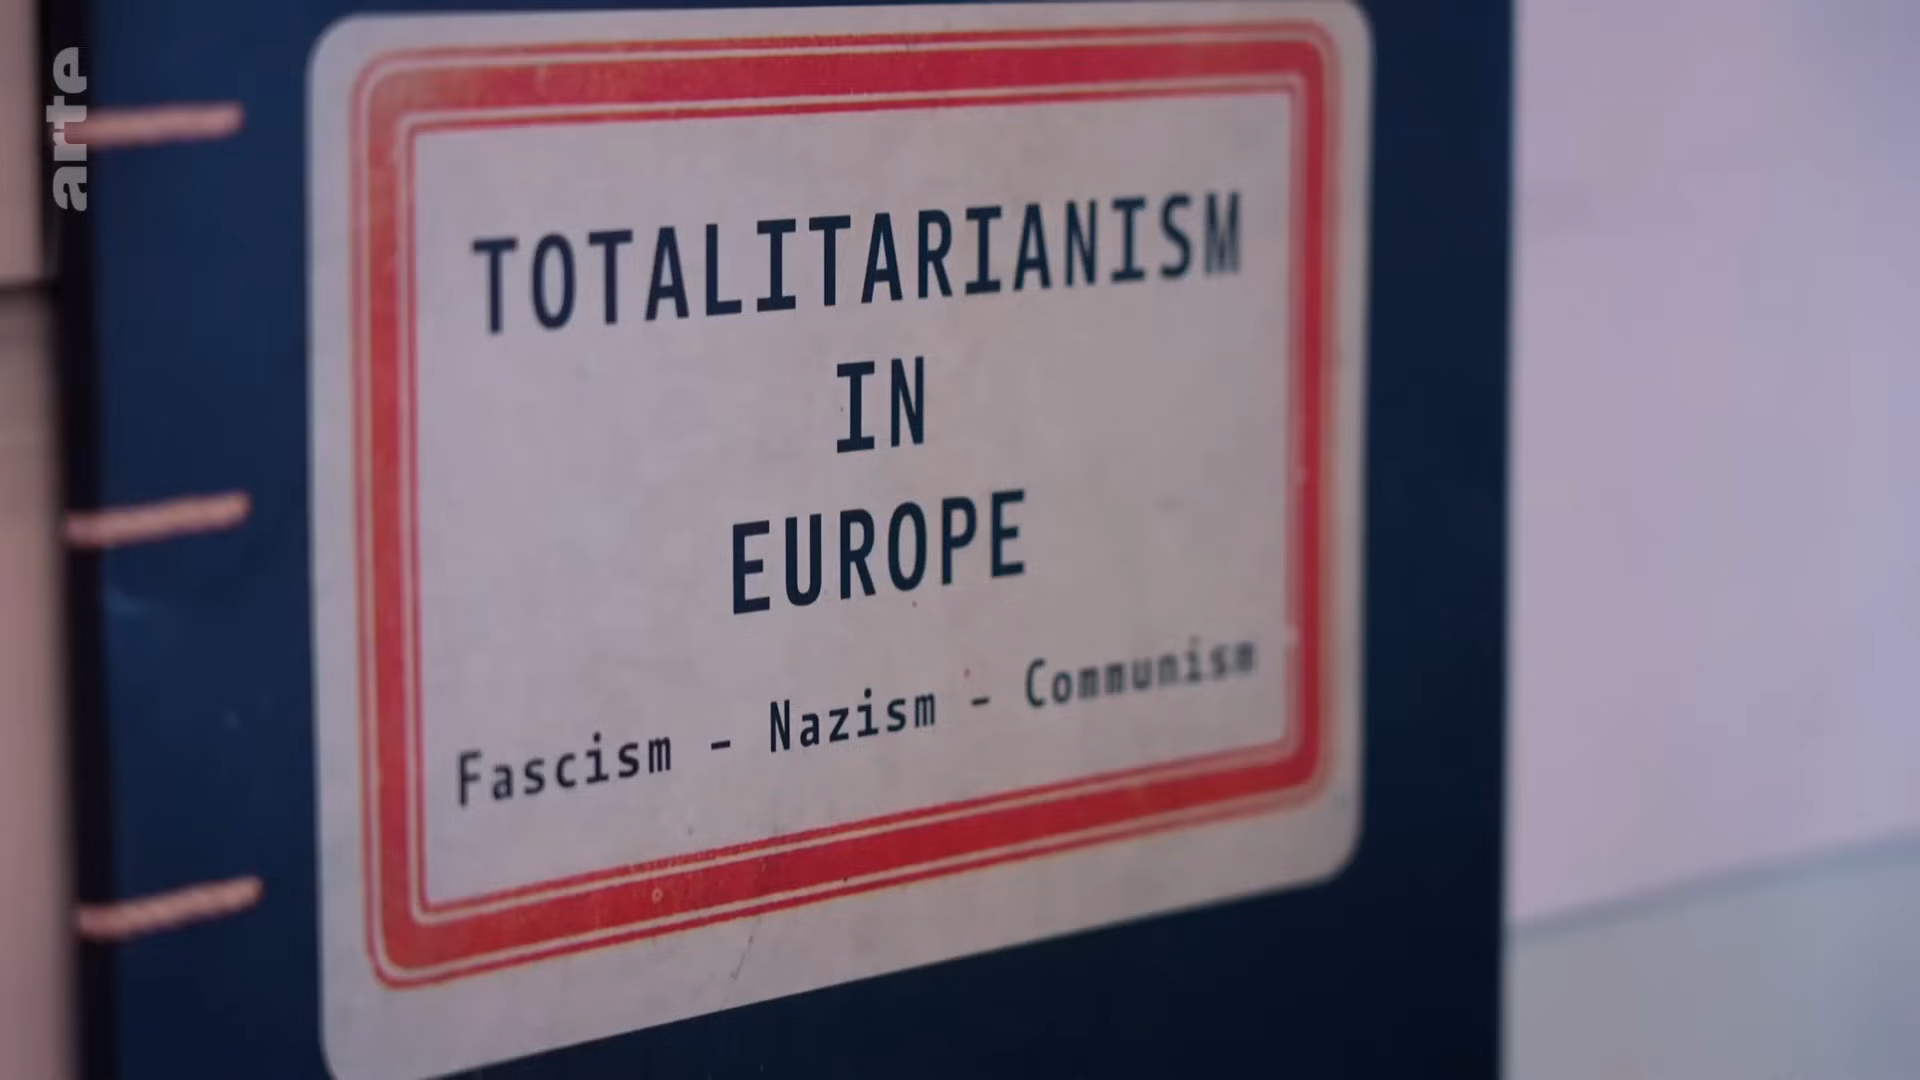 arte
TOTALITARIANISM
IN
EUROPE
Fascism – Nazism – Communism